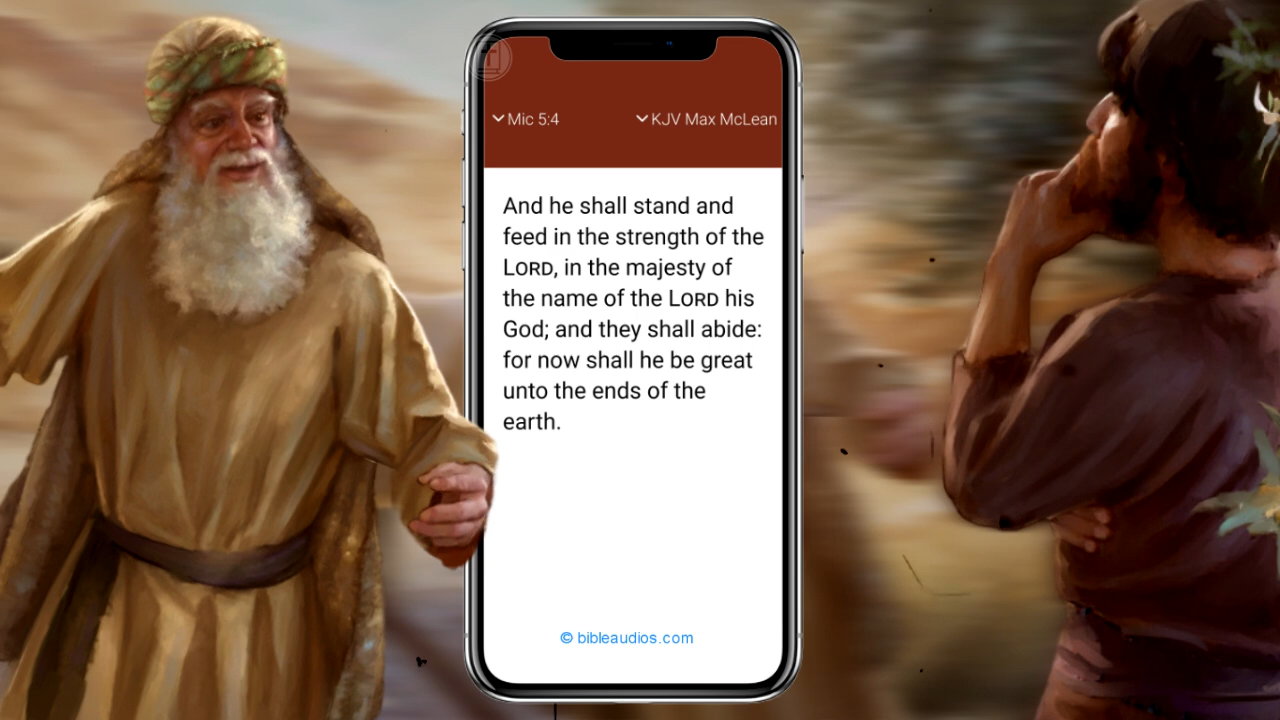 Mic 5:4
KJV Max McLean
And he shall stand and
feed in the strength of the
LORD, in the majesty of
the name of the LORD his
God; and they shall abide:
for now shall he be great
unto the ends of the
earth.
© bibleaudios.com